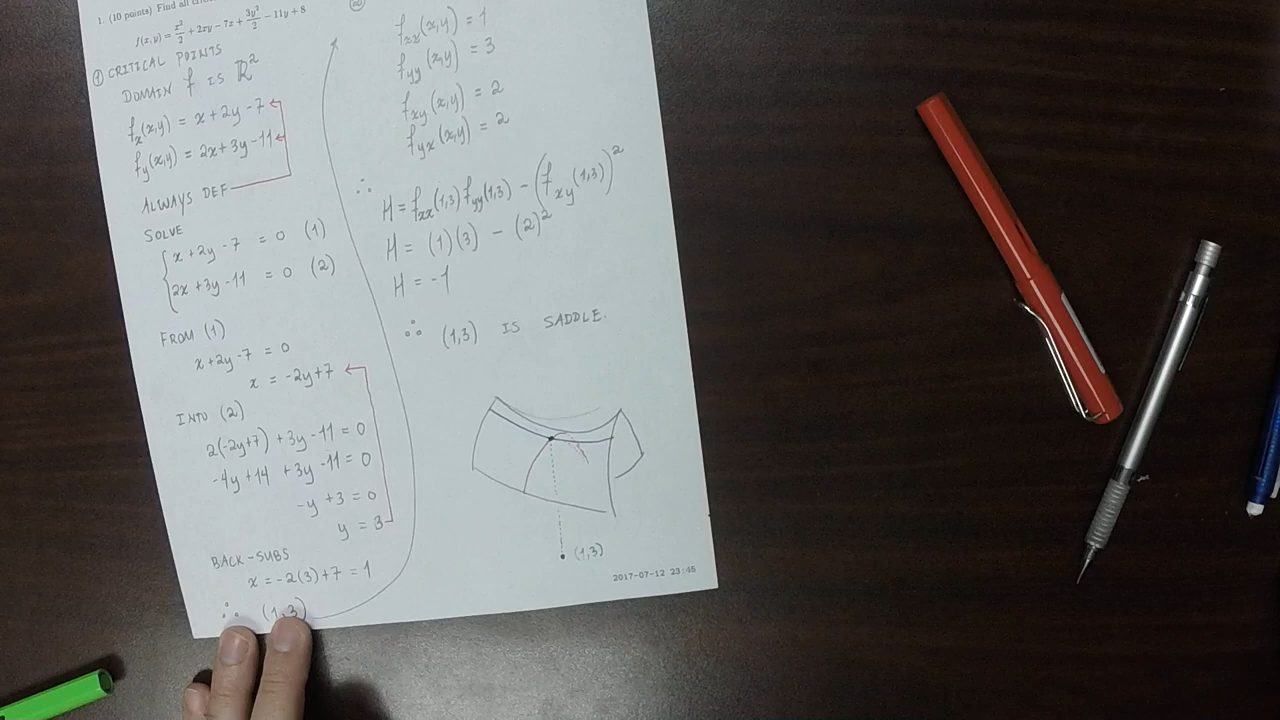 1. (10 points) Find all
f(x, y) = x²/2 + 2xy − 7x + 3y²/2 − 11y + 8
① CRITICAL POINTS
DOMAIN f IS ℝ²
f_x(x,y) = x + 2y - 7
f_y(x,y) = 2x + 3y - 11
ALWAYS DEF
SOLVE
x + 2y - 7 = 0 (1)
2x + 3y - 11 = 0 (2)
FROM (1)
x + 2y - 7 = 0
x = -2y + 7
INTO (2)
2(-2y+7) + 3y - 11 = 0
-4y + 14 + 3y - 11 = 0
-y + 3 = 0
y = 3
BACK-SUBS
x = -2(3) + 7 = 1
∴ (1,3)
f_xx(x,y) = 1
f_yy(x,y) = 3
f_xy(x,y) = 2
f_yx(x,y) = 2
∴
H = f_xx(1,3) f_yy(1,3) - (f_xy(1,3))²
H = (1)(3) - (2)²
H = -1
∴ (1,3) IS SADDLE.
(1,3)
2017-07-12 23:45